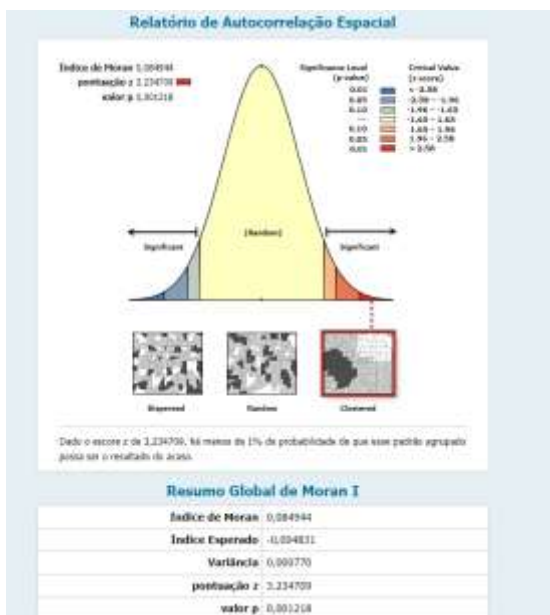 Relatório de Autocorrelação Espacial
Índice de Moran 0,084944
pontuação z 3,234709
valor p 0,001218
Significance Level
(p-value)
Critical Value
(z-score)
0.01 < -2.58
0.05 -2.58 – -1.96
0.10 -1.96 – -1.65
— -1.65 – 1.65
0.10 1.65 – 1.96
0.05 1.96 – 2.58
0.01 > 2.58
(Random)
Significant
Significant
Dispersed
Random
Clustered
Dado o escore z de 3,234709, há menos de 1% de probabilidade de que esse padrão agrupado
possa ser o resultado do acaso.
Resumo Global de Moran I
Índice de Moran 0,084944
Índice Esperado -0,004831
Variância 0,000770
pontuação z 3,234709
valor p 0,001218